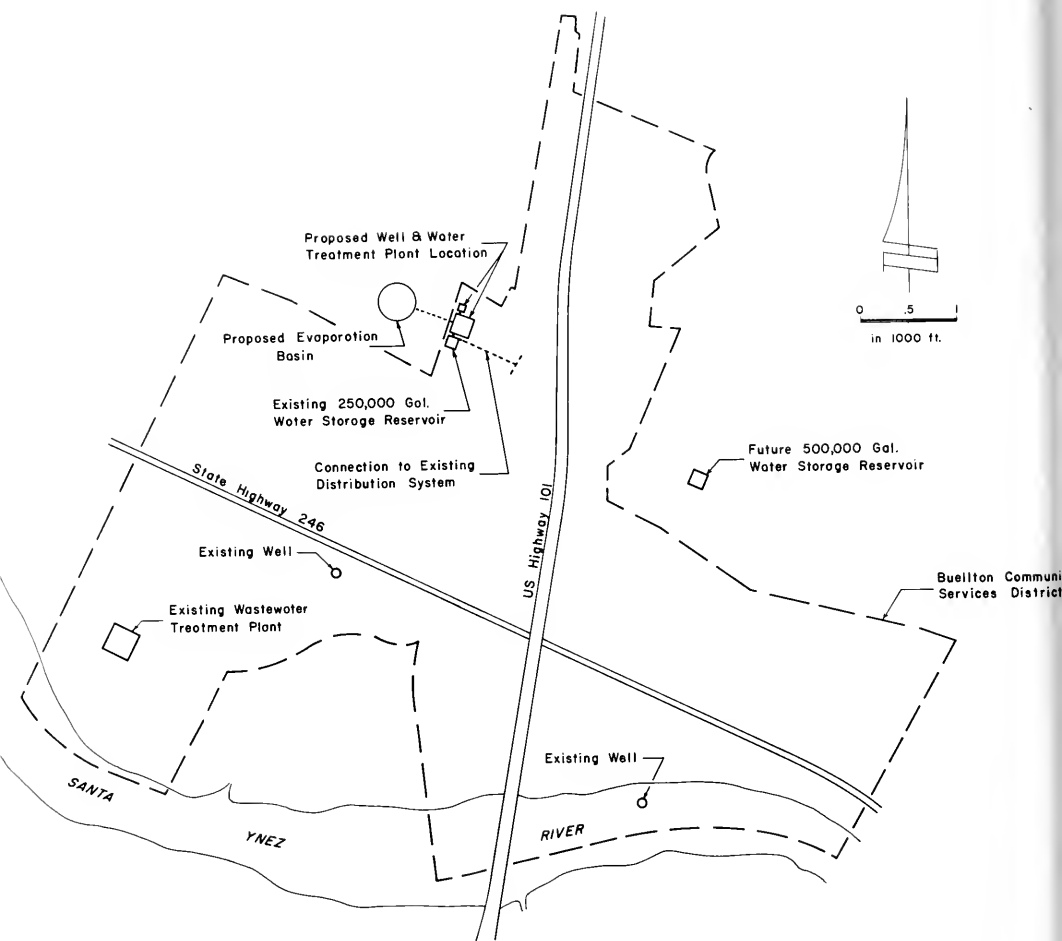 Proposed Well & Water
Treatment Plant Location
Proposed Evaporation
Basin
0 .5 1
in 1000 ft.
Existing 250,000 Gal.
Water Storage Reservoir
Connection to Existing
Distribution System
Future 500,000 Gal.
Water Storage Reservoir
State Highway 246
US Highway 101
Existing Well
Buellton Communi
Services District
Existing Wastewater
Treatment Plant
Existing Well
SANTA
YNEZ
RIVER